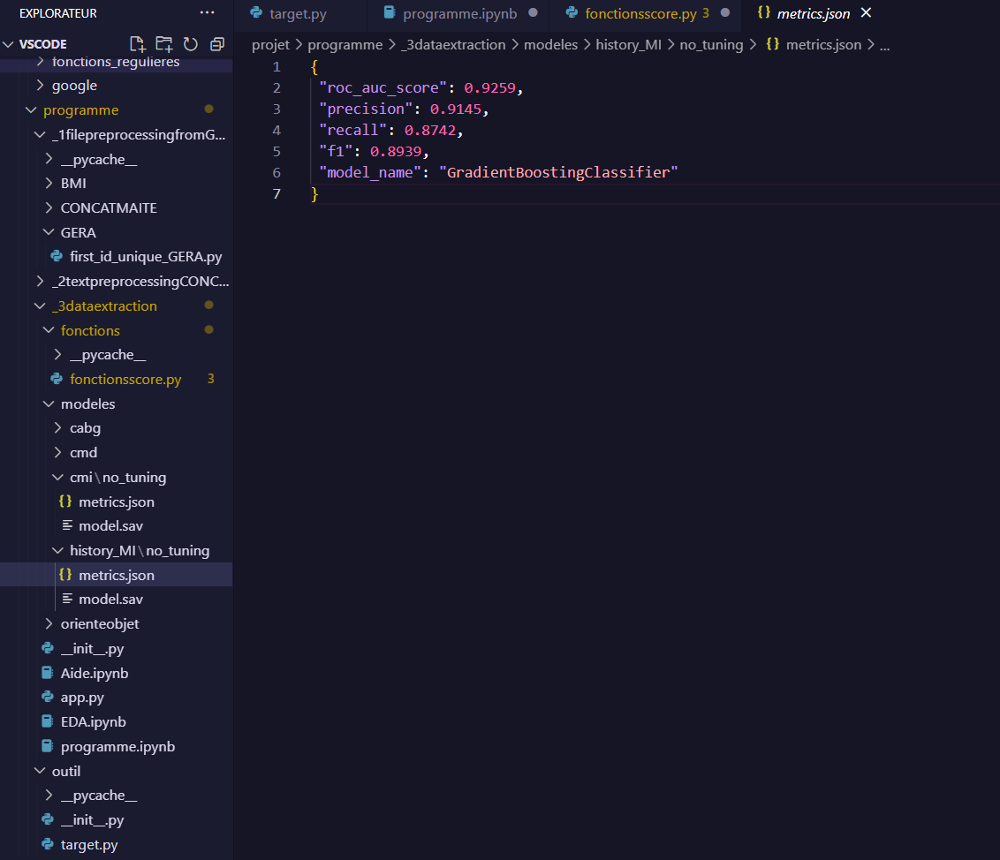 EXPLORATEUR
VSCODE
fonctions_regulieres
google
programme
_1filepreprocessingfromG...
__pycache__
BMI
CONCATMAITE
GERA
first_id_unique_GERA.py
_2textpreprocessingCONC...
_3dataextraction
fonctions
__pycache__
fonctionsscore.py 3
modeles
cabg
cmd
cmi\no_tuning
{} metrics.json
model.sav
history_MI\no_tuning
{} metrics.json
model.sav
orienteobjet
__init__.py
Aide.ipynb
app.py
EDA.ipynb
programme.ipynb
outil
__pycache__
__init__.py
target.py
target.py programme.ipynb fonctionsscore.py 3 {} metrics.json
projet > programme > _3dataextraction > modeles > history_MI > no_tuning > {} metrics.json > ...
1 {
2 "roc_auc_score": 0.9259,
3 "precision": 0.9145,
4 "recall": 0.8742,
5 "f1": 0.8939,
6 "model_name": "GradientBoostingClassifier"
7 }